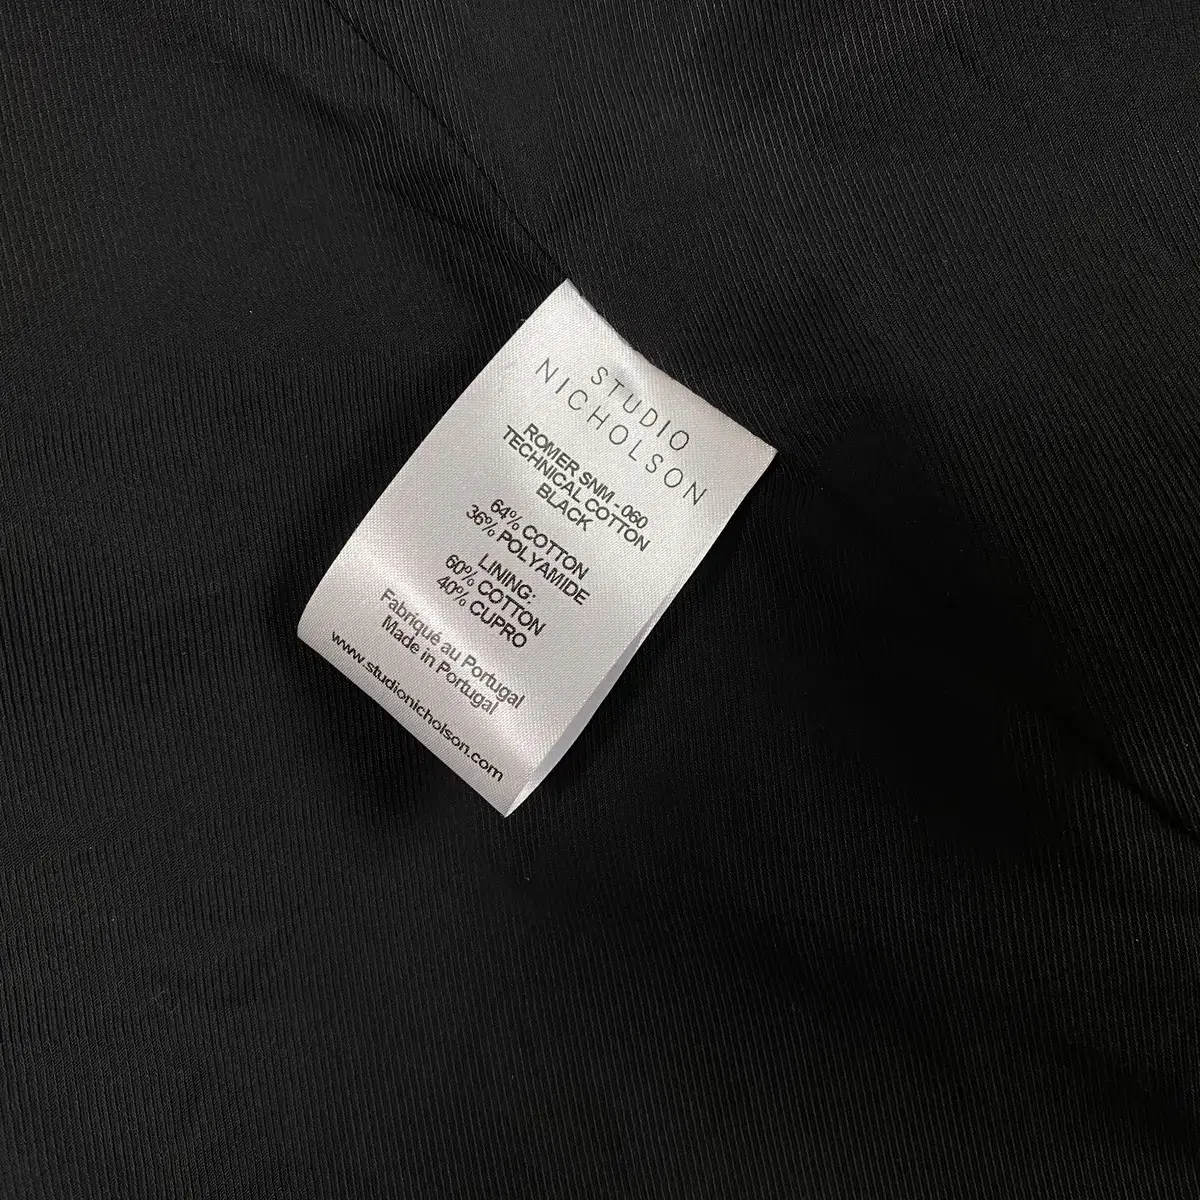 STUDIO
NICHOLSON
ROMER SNM - 060
TECHNICAL COTTON
BLACK
64% COTTON
36% POLYAMIDE
LINING:
60% COTTON
40% CUPRO
Fabriqué au Portugal
Made in Portugal
www.studionicholson.com